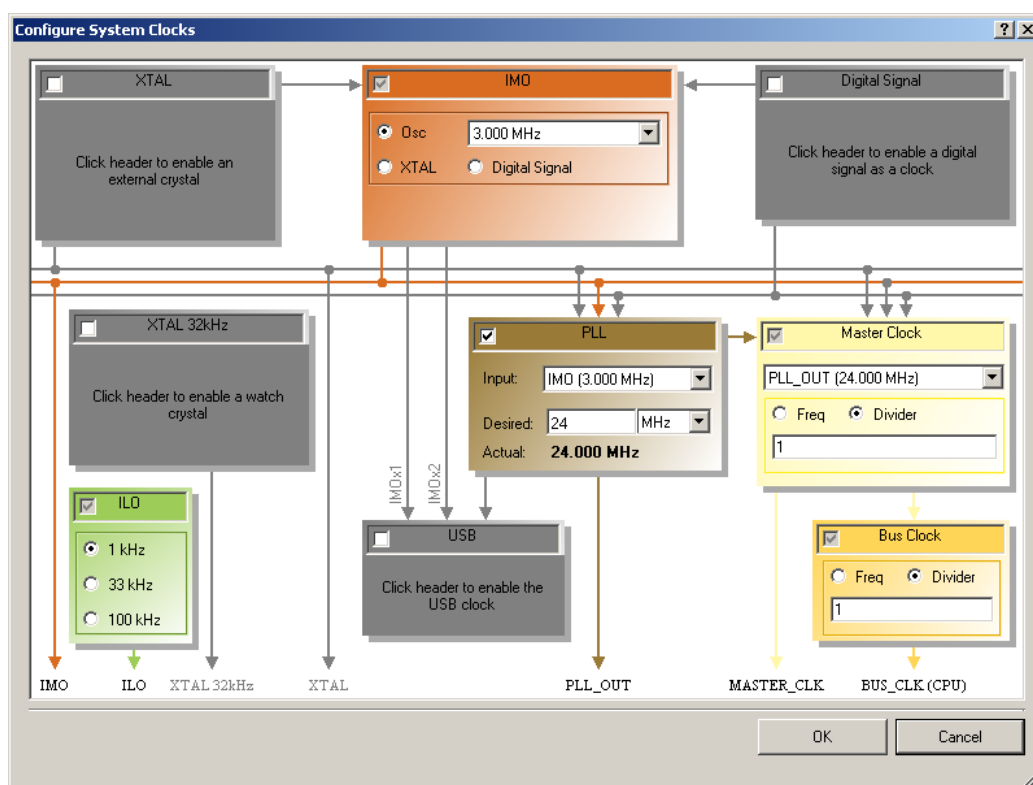 Configure System Clocks
XTAL
Click header to enable an
external crystal
IMO
Osc
3.000 MHz
XTAL
Digital Signal
Digital Signal
Click header to enable a digital
signal as a clock
XTAL 32kHz
Click header to enable a watch
crystal
PLL
Input:
IMO (3.000 MHz)
Desired:
24
MHz
Actual:
24.000 MHz
Master Clock
PLL_OUT (24.000 MHz)
Freq
Divider
1
IMOx1
IMOx2
ILO
1 kHz
33 kHz
100 kHz
USB
Click header to enable the
USB clock
Bus Clock
Freq
Divider
1
IMO
ILO
XTAL 32kHz
XTAL
PLL_OUT
MASTER_CLK
BUS_CLK (CPU)
OK
Cancel